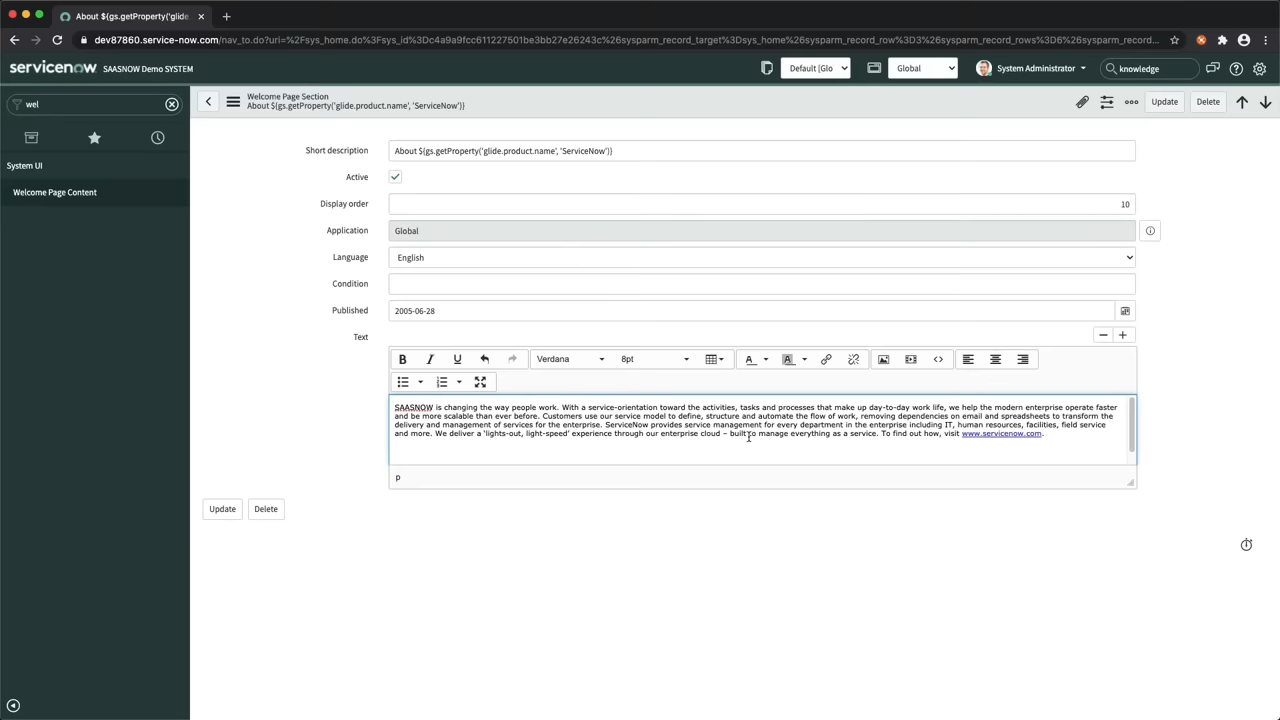 About ${gs.getProperty('glide.
dev87860.service-now.com/nav_to.do?uri=%2Fsys_home.do%3Fsys_id%3Dc4a9a9fcc611227501be3bb27e26243c%26sysparm_record_target%3Dsys_home%26sysparm_record_row%3D3%26sysparm_record_rows%3D6%26sysparm_record...
servicenow SAASNOW Demo SYSTEM Default [Glo Global System Administrator knowledge
wel
Welcome Page Section
About ${gs.getProperty('glide.product.name', 'ServiceNow')}
Update Delete
System UI
Welcome Page Content
Short description About ${gs.getProperty('glide.product.name', 'ServiceNow')}
Active
Display order 10
Application Global
Language English
Condition
Published 2005-06-28
Text
B I U Verdana 8pt A A
SAASNOW is changing the way people work. With a service-orientation toward the activities, tasks and processes that make up day-to-day work life, we help the modern enterprise operate faster
and be more scalable than ever before. Customers use our service model to define, structure and automate the flow of work, removing dependencies on email and spreadsheets to transform the
delivery and management of services for the enterprise. ServiceNow provides service management for every department in the enterprise including IT, human resources, facilities, field service
and more. We deliver a 'lights-out, light-speed' experience through our enterprise cloud – built to manage everything as a service. To find out how, visit www.servicenow.com.
p
Update Delete